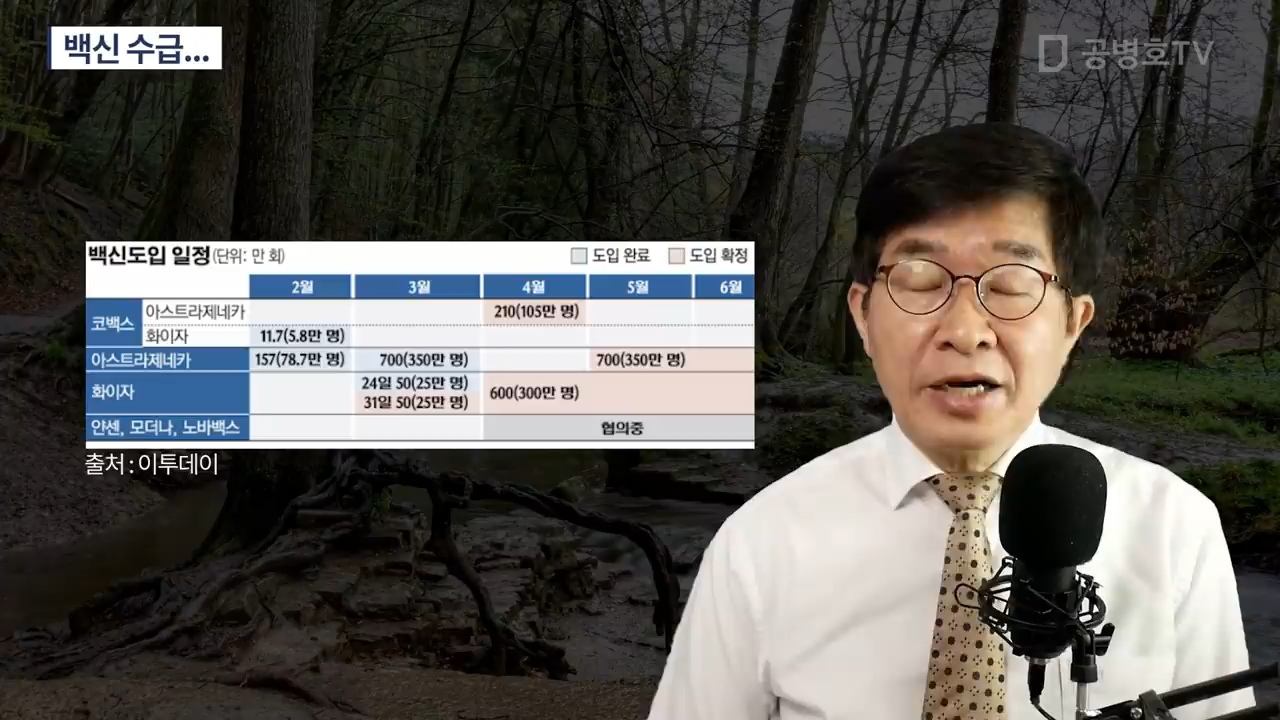 백신 수급...
공병호TV
백신도입 일정(단위: 만 회) 도입 완료 도입 확정
2월 3월 4월 5월 6월
코백스 아스트라제네카 210(105만 명)
화이자 11.7(5.8만 명)
아스트라제네카 157(78.7만 명) 700(350만 명) 700(350만 명)
화이자 24일 50(25만 명) 600(300만 명)
31일 50(25만 명)
얀센, 모더나, 노바백스 협의중
출처 : 이투데이